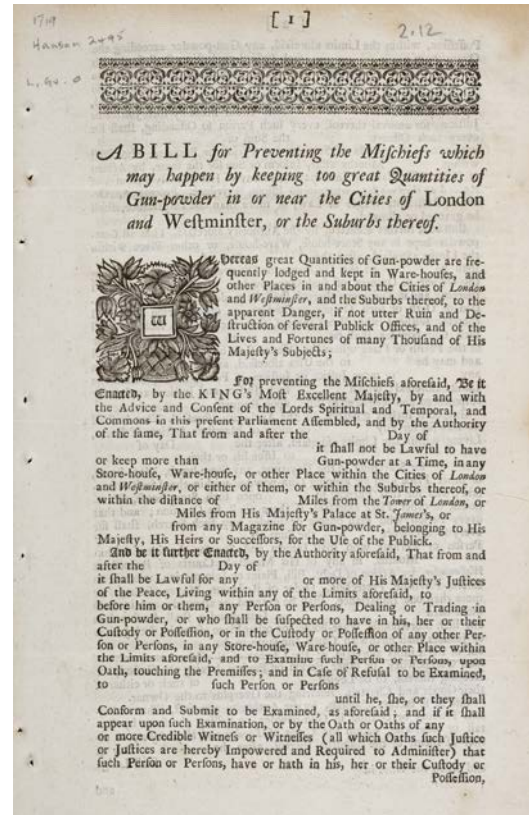 1719
[ 1 ]
2.12
Hanson 2495
L. Gu. O
A BILL for Preventing the Miſchiefs which
may happen by keeping too great Quantities of
Gun-powder in or near the Cities of London
and Weſtminſter, or the Suburbs thereof.
Whereas great Quantities of Gun-powder are fre-
quently lodged and kept in Ware-houſes, and
other Places in and about the Cities of London
and Weſtminſter, and the Suburbs thereof, to the
apparent Danger, if not utter Ruin and De-
ſtruction of ſeveral Publick Offices, and of the
Lives and Fortunes of many Thouſand of His
Majeſty's Subjects;
For preventing the Miſchiefs aforeſaid, Be it
Enacted, by the KING's Moſt Excellent Majeſty, by and with
the Advice and Conſent of the Lords Spiritual and Temporal, and
Commons in this preſent Parliament Aſſembled, and by the Authority
of the ſame, That from and after the Day of
it ſhall not be Lawful to have
or keep more than Gun-powder at a Time, in any
Store-houſe, Ware-houſe, or other Place within the Cities of London
and Weſtminſter, or either of them, or within the Suburbs thereof, or
within the diſtance of Miles from the Tower of London, or
Miles from His Majeſty's Palace at St. James's, or
from any Magazine for Gun-powder, belonging to His
Majeſty, His Heirs or Succeſſors, for the Uſe of the Publick.
And be it further Enacted, by the Authority aforeſaid, That from and
after the Day of
it ſhall be Lawful for any or more of His Majeſty's Juſtices
of the Peace, Living within any of the Limits aforeſaid, to
before him or them, any Perſon or Perſons, Dealing or Trading in
Gun-powder, or who ſhall be ſuſpected to have in his, her or their
Cuſtody or Poſſeſſion, or in the Cuſtody or Poſſeſſion of any other Per-
ſon or Perſons, in any Store-houſe, Ware-houſe, or other Place within
the Limits aforeſaid, and to Examine ſuch Perſon or Perſons, upon
Oath, touching the Premiſſes; and in Caſe of Refuſal to be Examined,
to ſuch Perſon or Perſons
until he, ſhe, or they ſhall
Conform and Submit to be Examined, as aforeſaid; and if it ſhall
appear upon ſuch Examination, or by the Oath or Oaths of any
or more Credible Witneſs or Witneſſes (all which Oaths ſuch Juſtice
or Juſtices are hereby Impowered and Required to Adminiſter) that
ſuch Perſon or Perſons, have or hath in his, her or their Cuſtody or
Poſſeſſion,